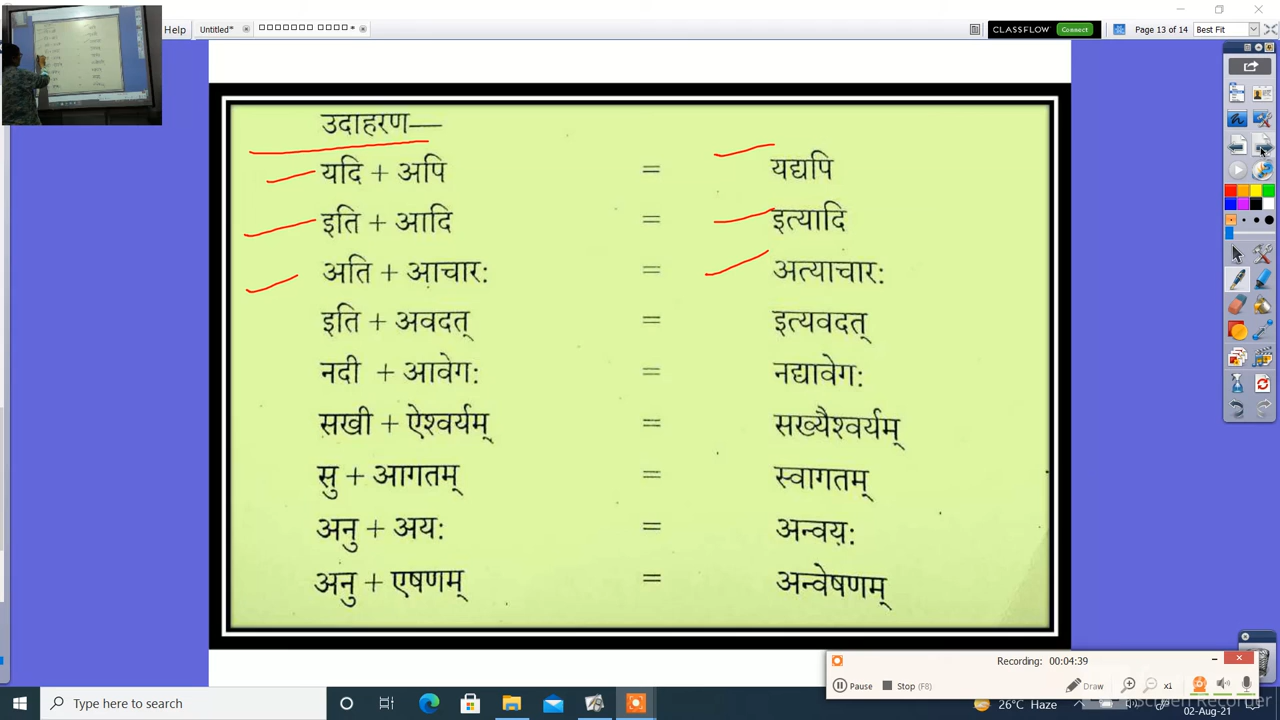 Help Untitled* □□□□□□ □□□□□□□□* CLASSFLOW Connect Page 13 of 14 Best Fit
उदाहरण—
यदि + अपि = यद्यपि
इति + आदि = इत्यादि
अति + आचार: = अत्याचार:
इति + अवदत् = इत्यवदत्
नदी + आवेग: = नद्यावेग:
सखी + ऐश्वर्यम् = सख्यैश्वर्यम्
सु + आगतम् = स्वागतम्
अनु + अय: = अन्वय:
अनु + एषणम् = अन्वेषणम्
Recording: 00:04:39
Pause Stop (F8) Draw x1
Type here to search 26°C Haze
02-Aug-21